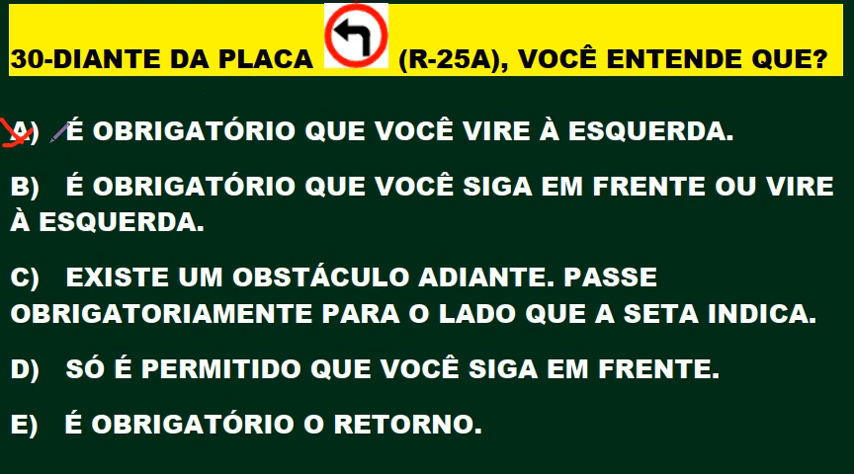 30-DIANTE DA PLACA (R-25A), VOCÊ ENTENDE QUE?
A) É OBRIGATÓRIO QUE VOCÊ VIRE À ESQUERDA.
B) É OBRIGATÓRIO QUE VOCÊ SIGA EM FRENTE OU VIRE
À ESQUERDA.
C) EXISTE UM OBSTÁCULO ADIANTE. PASSE
OBRIGATORIAMENTE PARA O LADO QUE A SETA INDICA.
D) SÓ É PERMITIDO QUE VOCÊ SIGA EM FRENTE.
E) É OBRIGATÓRIO O RETORNO.